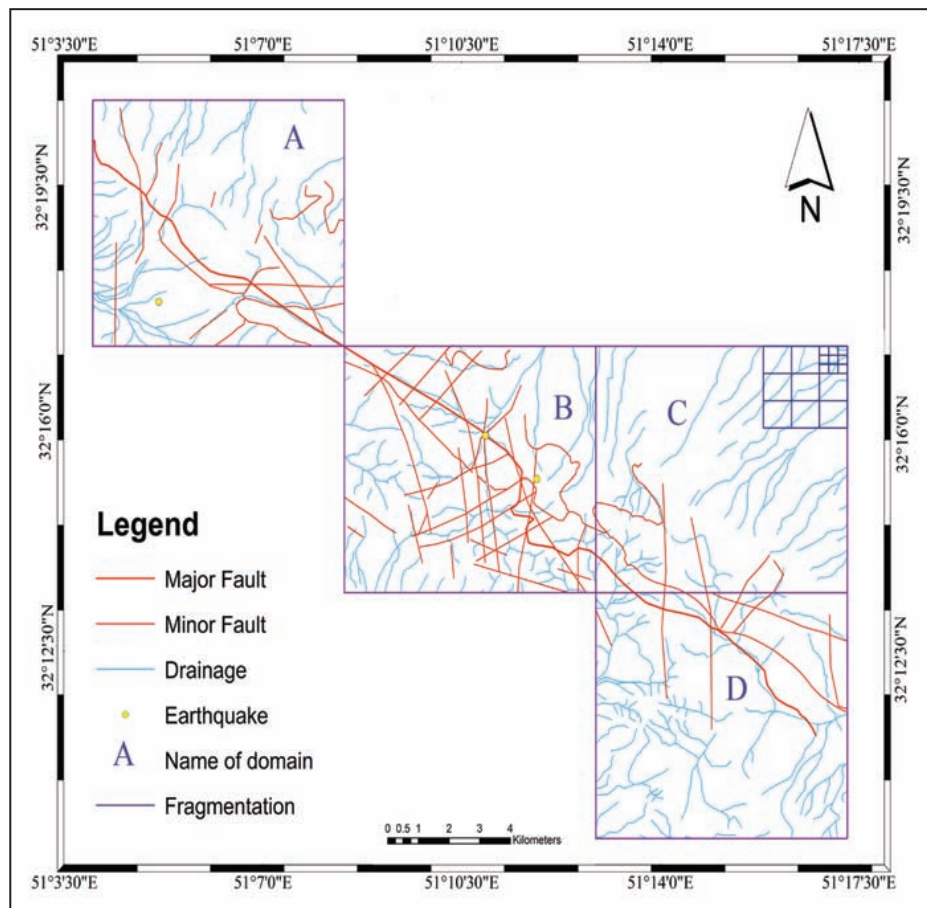 51°3'30"E 51°7'0"E 51°10'30"E 51°14'0"E 51°17'30"E
32°19'30"N
32°19'30"N
A
N
B
C
32°16'0"N
32°16'0"N
Legend
Major Fault
Minor Fault
Drainage
Earthquake
A Name of domain
Fragmentation
D
32°12'30"N
32°12'30"N
0 0.5 1 2 3 4
Kilometers
51°3'30"E 51°7'0"E 51°10'30"E 51°14'0"E 51°17'30"E